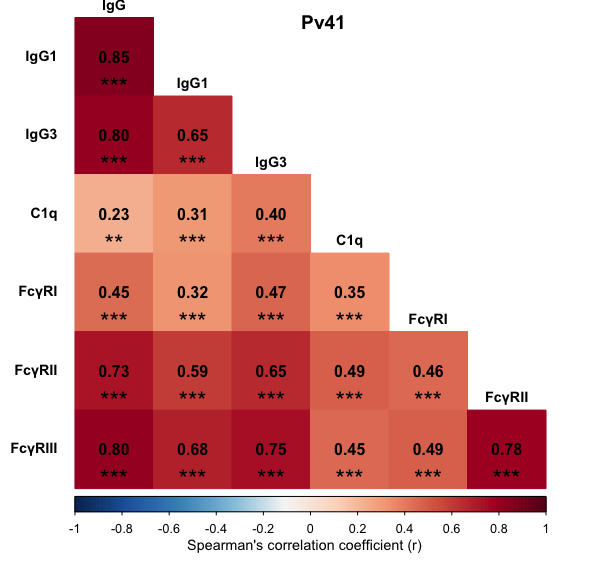 IgG
Pv41
IgG1 0.85
***
IgG1
IgG3 0.80 0.65
*** ***
IgG3
C1q 0.23 0.31 0.40
** *** ***
C1q
FcγRI 0.45 0.32 0.47 0.35
*** *** *** ***
FcγRI
FcγRII 0.73 0.59 0.65 0.49 0.46
*** *** *** *** ***
FcγRII
FcγRIII 0.80 0.68 0.75 0.45 0.49 0.78
*** *** *** *** *** ***
-1 -0.8 -0.6 -0.4 -0.2 0 0.2 0.4 0.6 0.8 1
Spearman's correlation coefficient (r)